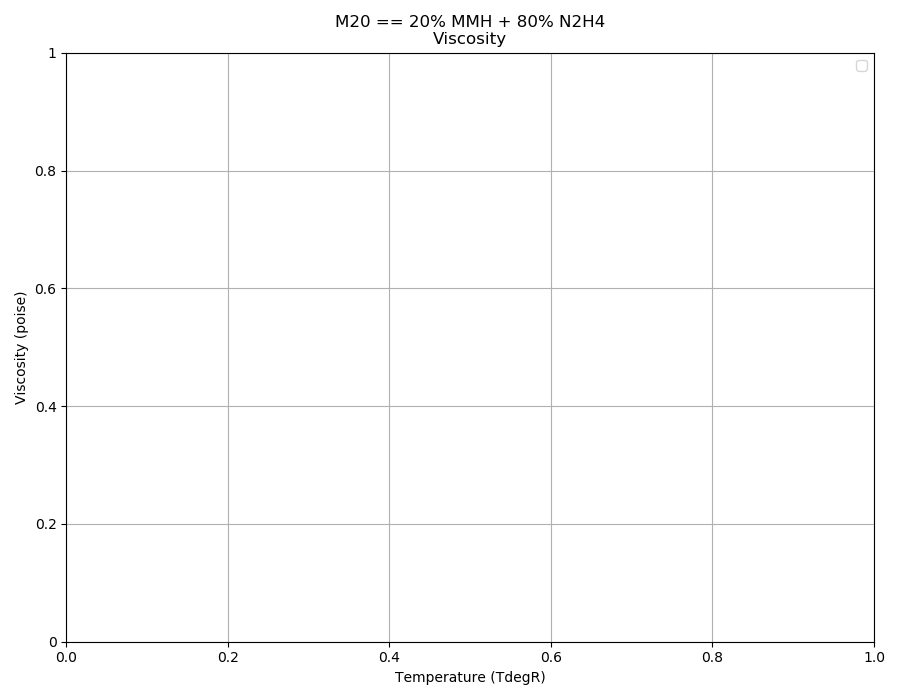 M20 == 20% MMH + 80% N2H4
Viscosity
1
0.8
0.6
0.4
0.2
0
Viscosity (poise)
0.0 0.2 0.4 0.6 0.8 1.0
Temperature (TdegR)